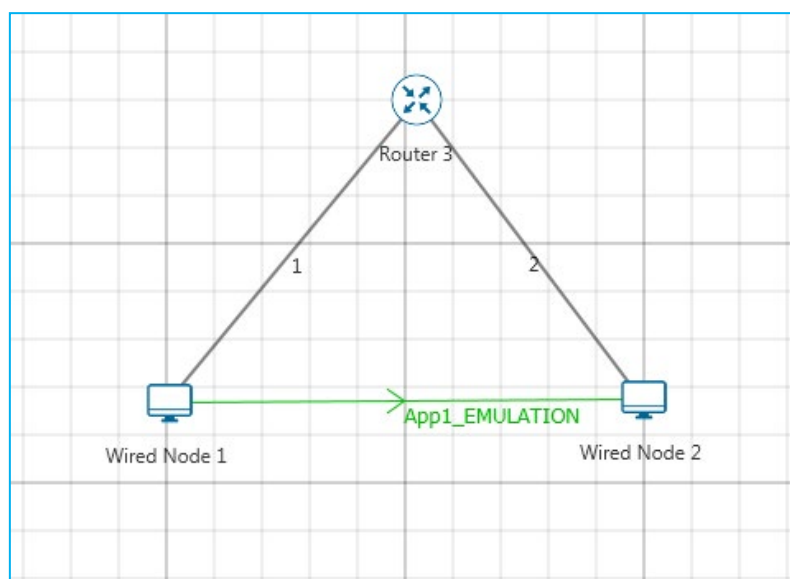 Router 3
1
2
App1_EMULATION
Wired Node 1
Wired Node 2